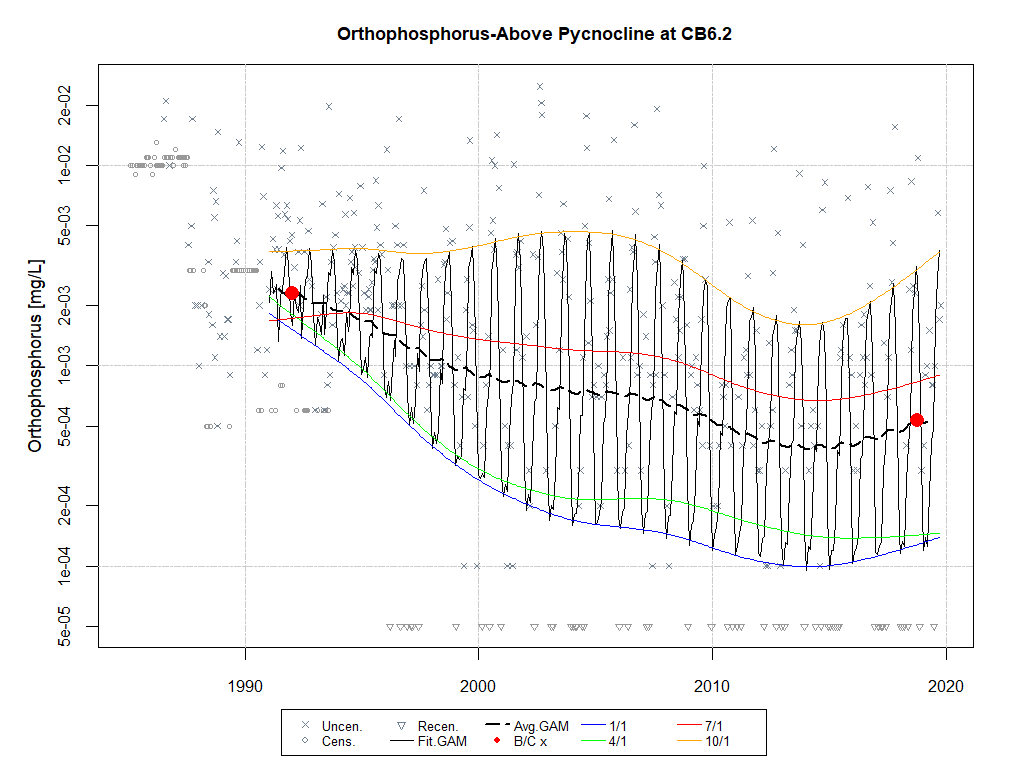 Orthophosphorus-Above Pycnocline at CB6.2
Orthophosphorus [mg/L]
2e-02
1e-02
5e-03
2e-03
1e-03
5e-04
2e-04
1e-04
5e-05
1990 2000 2010 2020
Uncen. Recen. Avg.GAM 1/1 7/1
Cens. Fit.GAM B/C x 4/1 10/1